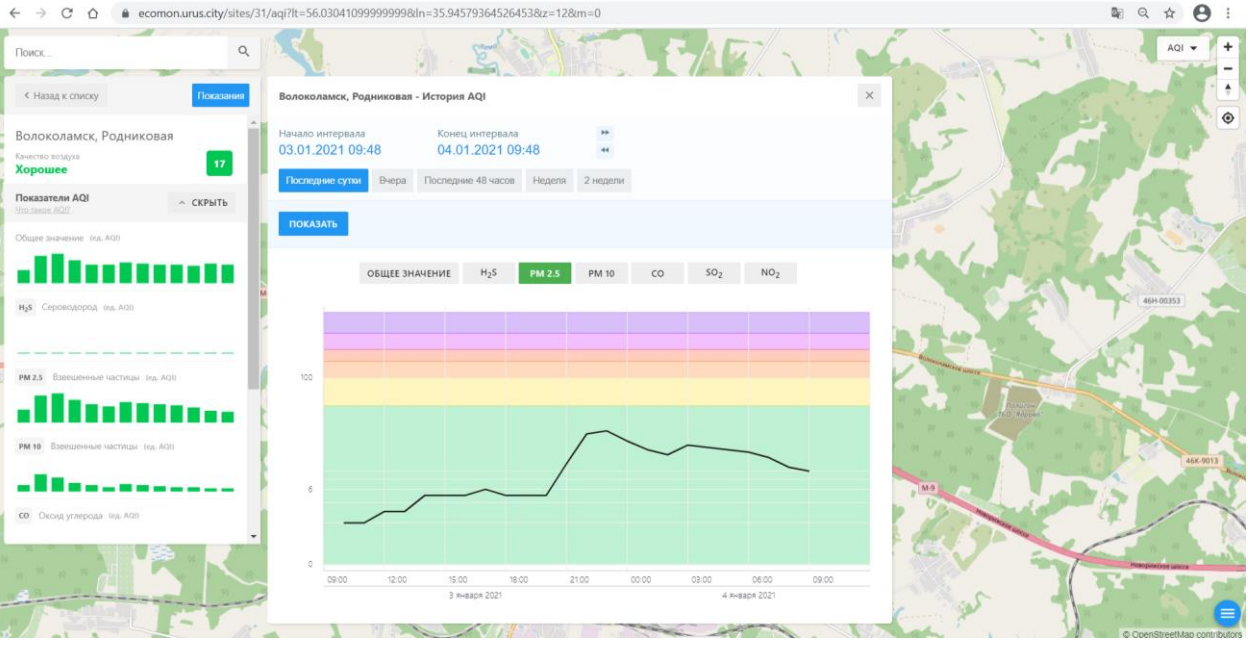 ecomon.urus.city/sites/31/aqi?lt=56.03041099999999&ln=35.94579364526453&z=12&m=0
Поиск...
AQI
Назад к списку
Показания
Волоколамск, Родниковая - История AQI
Волоколамск, Родниковая
Качество воздуха
Хорошее
17
Начало интервала
Конец интервала
03.01.2021 09:48
04.01.2021 09:48
Последние сутки
Вчера
Последние 48 часов
Неделя
2 недели
Показатели AQI
Что такое AQI?
СКРЫТЬ
ПОКАЗАТЬ
Общее значение (ед. AQI)
H2S Сероводород (ед. AQI)
PM 2.5 Взвешенные частицы (ед. AQI)
PM 10 Взвешенные частицы (ед. AQI)
CO Оксид углерода (ед. AQI)
ОБЩЕЕ ЗНАЧЕНИЕ
H2S
PM 2.5
PM 10
CO
SO2
NO2
100
6
0
09:00
12:00
15:00
18:00
21:00
00:00
03:00
06:00
09:00
3 января 2021
4 января 2021
46Н-00353
Волоколамское шоссе
Полигон
ТБО "Ядрово"
46К-9013
М-9
Новорижское шоссе
Новорижское шоссе
© OpenStreetMap contributors